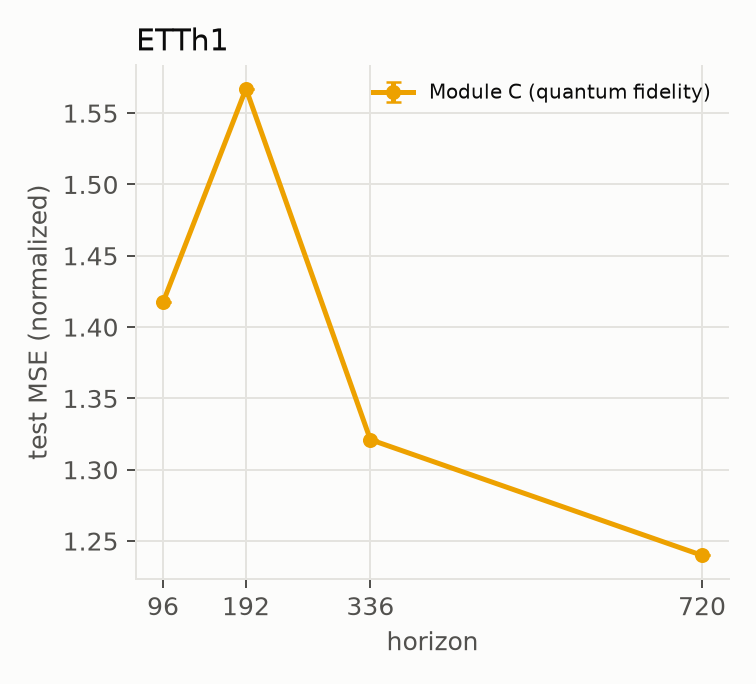 ETTh1
Module C (quantum fidelity)
test MSE (normalized)
1.55
1.50
1.45
1.40
1.35
1.30
1.25
96 192 336 720
horizon